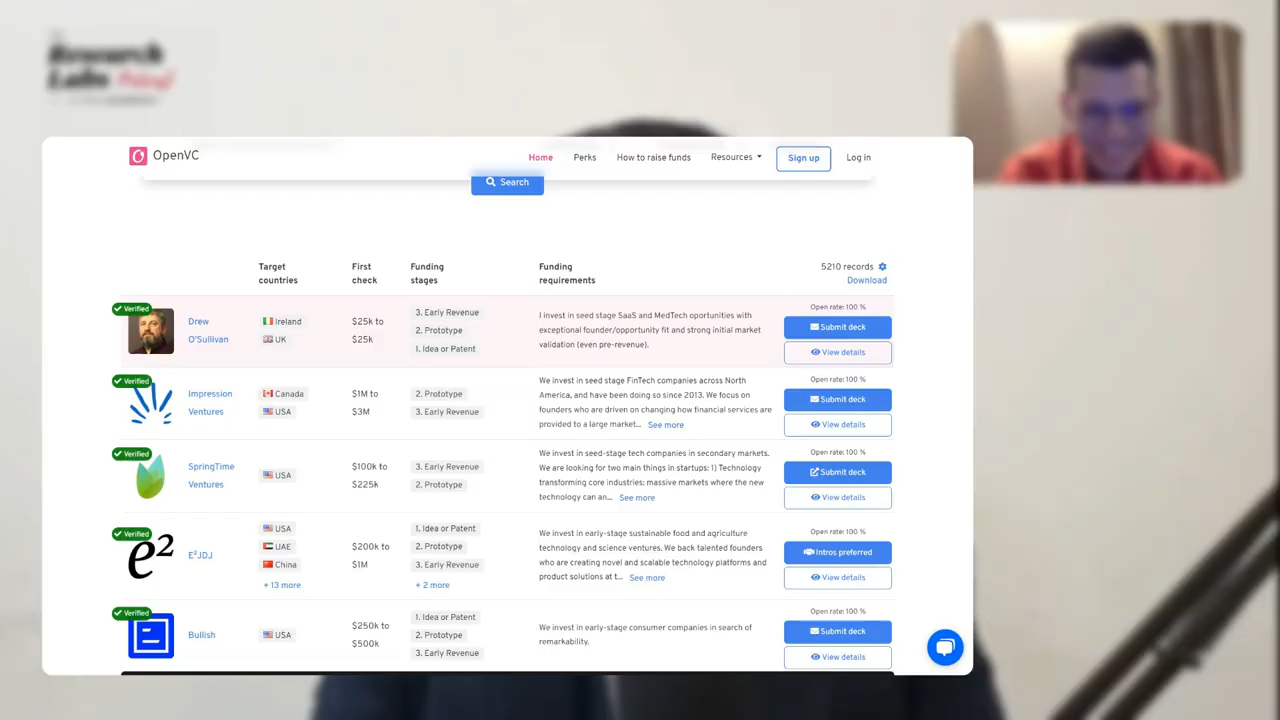 Research
Labs
OpenVC
Home
Perks
How to raise funds
Resources
Sign up
Log in
Search
Target countries
First check
Funding stages
Funding requirements
5210 records
Download
Verified
Drew O'Sullivan
Ireland
UK
$25k to
$25k
3. Early Revenue
2. Prototype
1. Idea or Patent
I invest in seed stage SaaS and MedTech oportunities with
exceptional founder/opportunity fit and strong initial market
validation (even pre-revenue).
Open rate: 100 %
Submit deck
View details
Verified
Impression
Ventures
Canada
USA
$1M to
$3M
2. Prototype
3. Early Revenue
We invest in seed stage FinTech companies across North
America, and have been doing so since 2013. We focus on
founders who are driven on changing how financial services are
provided to a large market... See more
Open rate: 100 %
Submit deck
View details
Verified
SpringTime
Ventures
USA
$100k to
$225k
3. Early Revenue
2. Prototype
We invest in seed-stage tech companies in secondary markets.
We are looking for two main things in startups: 1) Technology
transforming core industries: massive markets where the new
technology can an... See more
Open rate: 100 %
Submit deck
View details
Verified
e²
E²JDJ
USA
UAE
China
+ 13 more
$200k to
$1M
1. Idea or Patent
2. Prototype
3. Early Revenue
+ 2 more
We invest in early-stage sustainable food and agriculture
technology and science ventures. We back talented founders
who are creating novel and scalable technology platforms and
product solutions at t... See more
Open rate: 100 %
Intros preferred
View details
Verified
Bullish
USA
$250k to
$500k
1. Idea or Patent
2. Prototype
3. Early Revenue
We invest in early-stage consumer companies in search of
remarkability.
Open rate: 100 %
Submit deck
View details